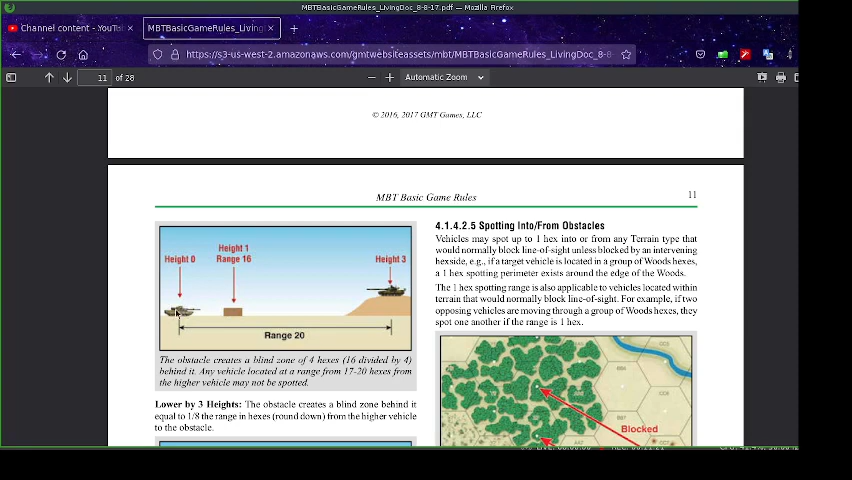 MBTBasicGameRules_LivingDoc_8-8-17.pdf — Mozilla Firefox
Channel content - YouT
MBTBasicGameRules_Living
https://s3-us-west-2.amazonaws.com/gmtwebsiteassets/mbt/MBTBasicGameRules_LivingDoc_8-8
11 of 28
Automatic Zoom
© 2016, 2017 GMT Games, LLC
MBT Basic Game Rules
11
Height 0
Height 1
Range 16
Height 3
Range 20
The obstacle creates a blind zone of 4 hexes (16 divided by 4)
behind it. Any vehicle located at a range from 17-20 hexes from
the higher vehicle may not be spotted.
Lower by 3 Heights: The obstacle creates a blind zone behind it
equal to 1/8 the range in hexes (round down) from the higher vehicle
to the obstacle.
4.1.4.2.5 Spotting Into/From Obstacles
Vehicles may spot up to 1 hex into or from any Terrain type that
would normally block line-of-sight unless blocked by an intervening
hexside, e.g., if a target vehicle is located in a group of Woods hexes,
a 1 hex spotting perimeter exists around the edge of the Woods.
The 1 hex spotting range is also applicable to vehicles located within
terrain that would normally block line-of-sight. For example, if two
opposing vehicles are moving through a group of Woods hexes, they
spot one another if the range is 1 hex.
Blocked